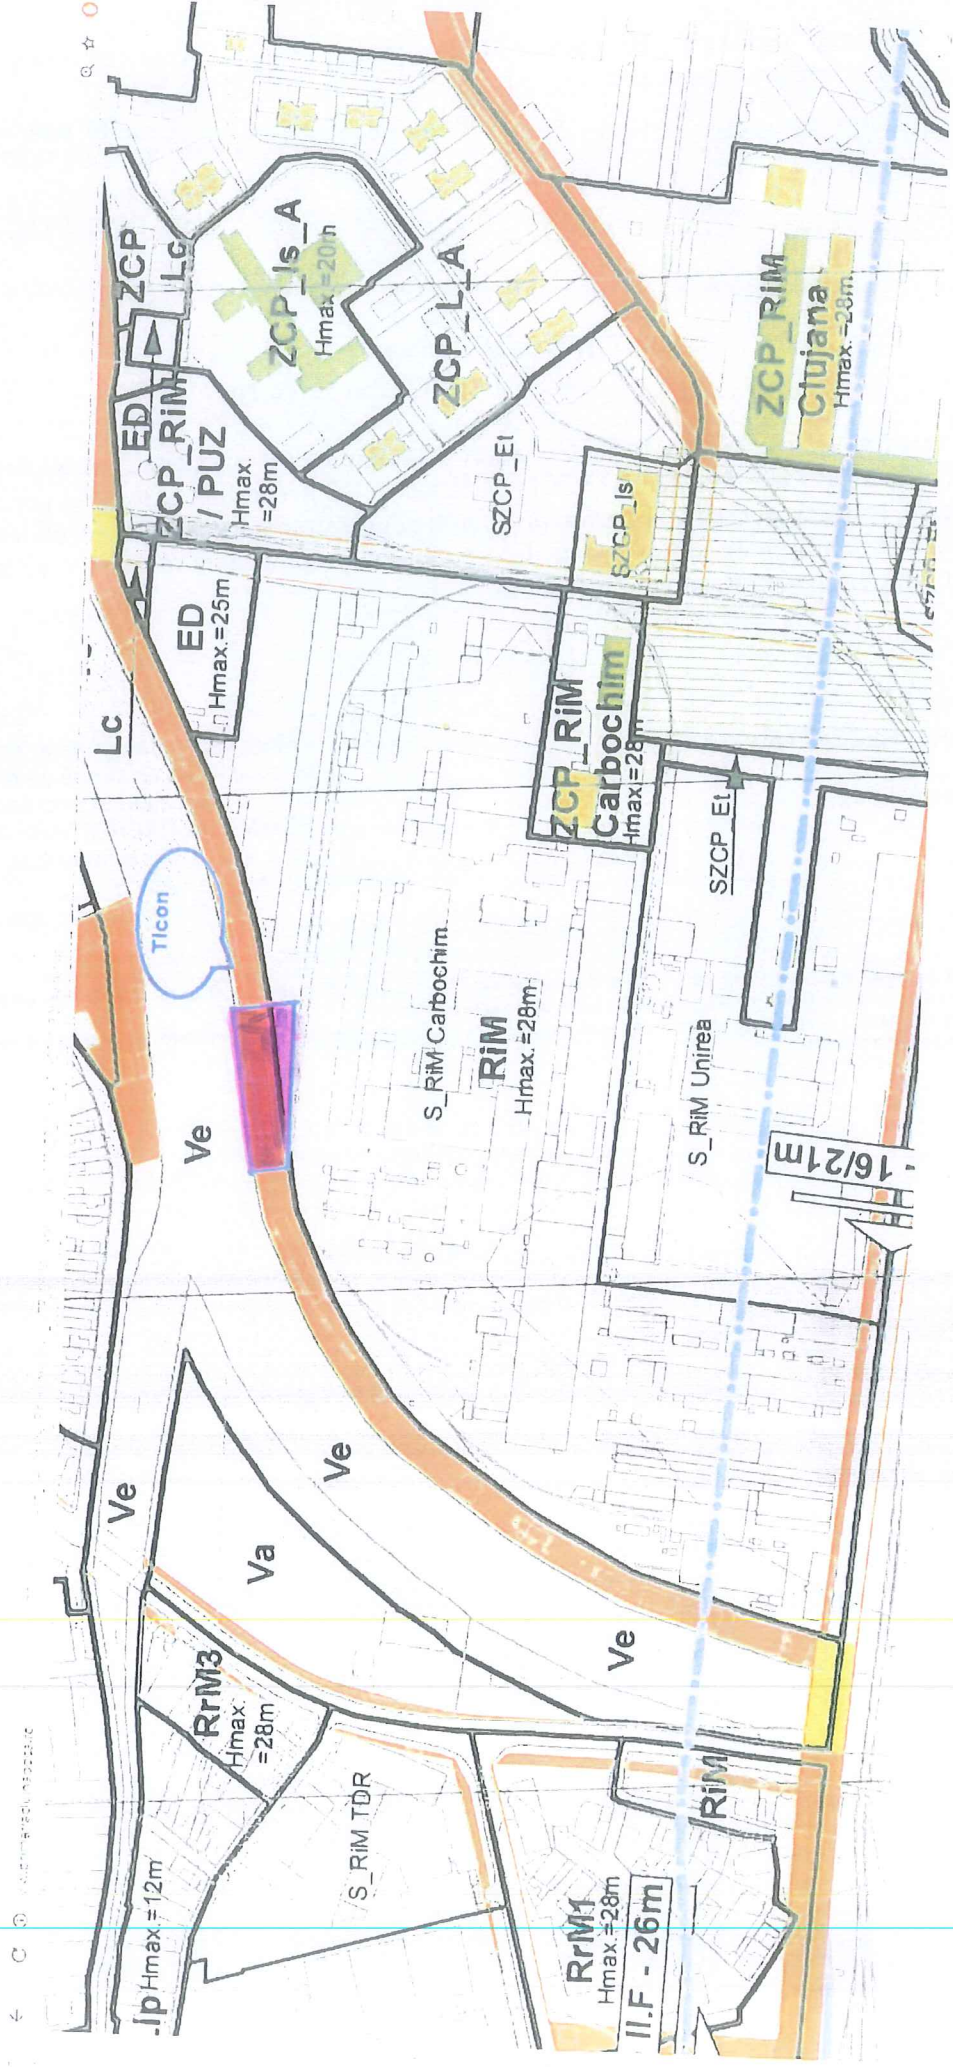 Lc
Ticon
ED
Hmax.=25m
ED
ZCP
Lc
ZCP_RiM
/ PUZ
Hmax.
=28m
ZCP_Is_A
Hmax.=20m
ZCP_L_A
SZCP_Et
SZCP_Is
ZCP_RiM
Clujana
Hmax.=28m
ZCP_RiM
Carbochim
Hmax.=28m
SZCP_Et
S_RiM Carbochim
RiM
Hmax.=28m
S_RiM Unirea
16/21m
Ve
Ve
Ve
Va
Ve
RrM3
Hmax.
=28m
Hmax.=12m
S_RiM TDR
RiM
RrM1
Hmax.=28m
II.F - 26m